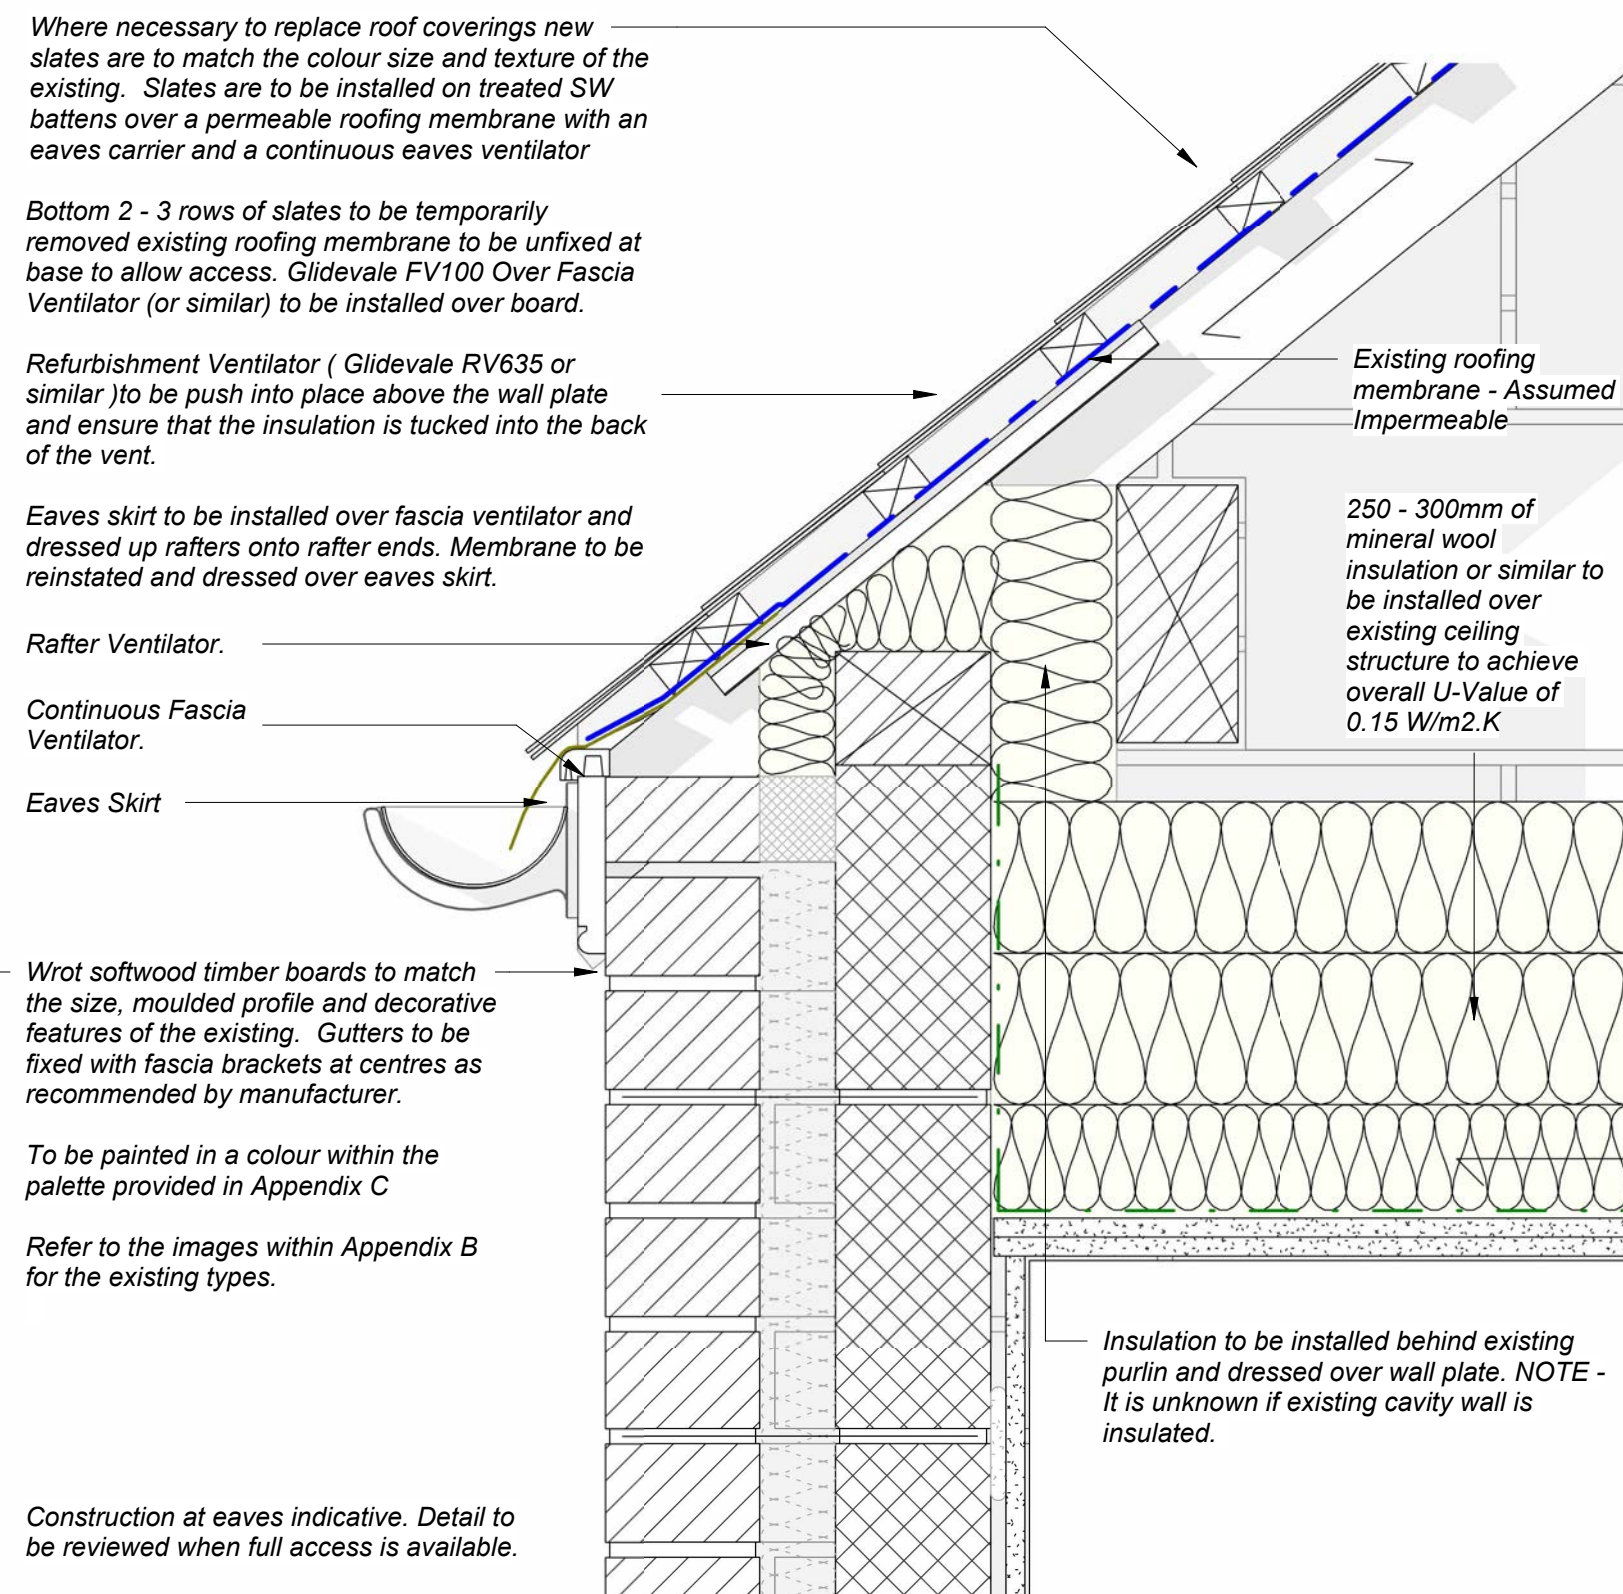 Where necessary to replace roof coverings new
slates are to match the colour size and texture of the
existing.  Slates are to be installed on treated SW
battens over a permeable roofing membrane with an
eaves carrier and a continuous eaves ventilator
Bottom 2 - 3 rows of slates to be temporarily
removed existing roofing membrane to be unfixed at
base to allow access. Glidevale FV100 Over Fascia
Ventilator (or similar) to be installed over board.
Refurbishment Ventilator ( Glidevale RV635 or
similar )to be push into place above the wall plate
and ensure that the insulation is tucked into the back
of the vent.
Eaves skirt to be installed over fascia ventilator and
dressed up rafters onto rafter ends. Membrane to be
reinstated and dressed over eaves skirt.
Rafter Ventilator.
Continuous Fascia
Ventilator.
Eaves Skirt
Wrot softwood timber boards to match
the size, moulded profile and decorative
features of the existing.  Gutters to be
fixed with fascia brackets at centres as
recommended by manufacturer.
To be painted in a colour within the
palette provided in Appendix C
Refer to the images within Appendix B
for the existing types.
Construction at eaves indicative. Detail to
be reviewed when full access is available.
Existing roofing
membrane - Assumed
Impermeable
250 - 300mm of
mineral wool
insulation or similar to
be installed over
existing ceiling
structure to achieve
overall U-Value of
0.15 W/m2.K
Insulation to be installed behind existing
purlin and dressed over wall plate. NOTE -
It is unknown if existing cavity wall is
insulated.